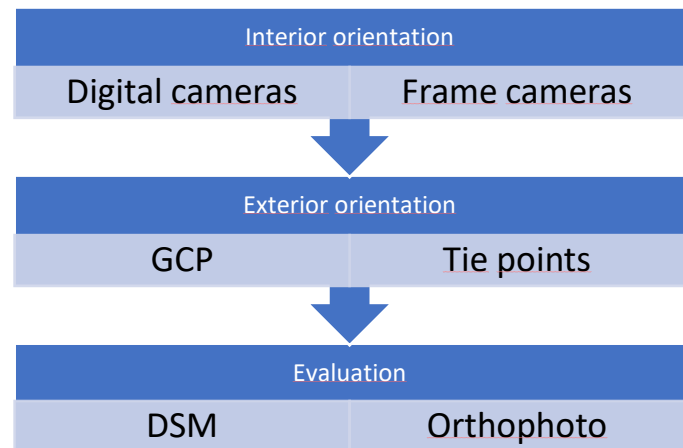 Interior orientation
Digital cameras Frame cameras
Exterior orientation
GCP Tie points
Evaluation
DSM Orthophoto